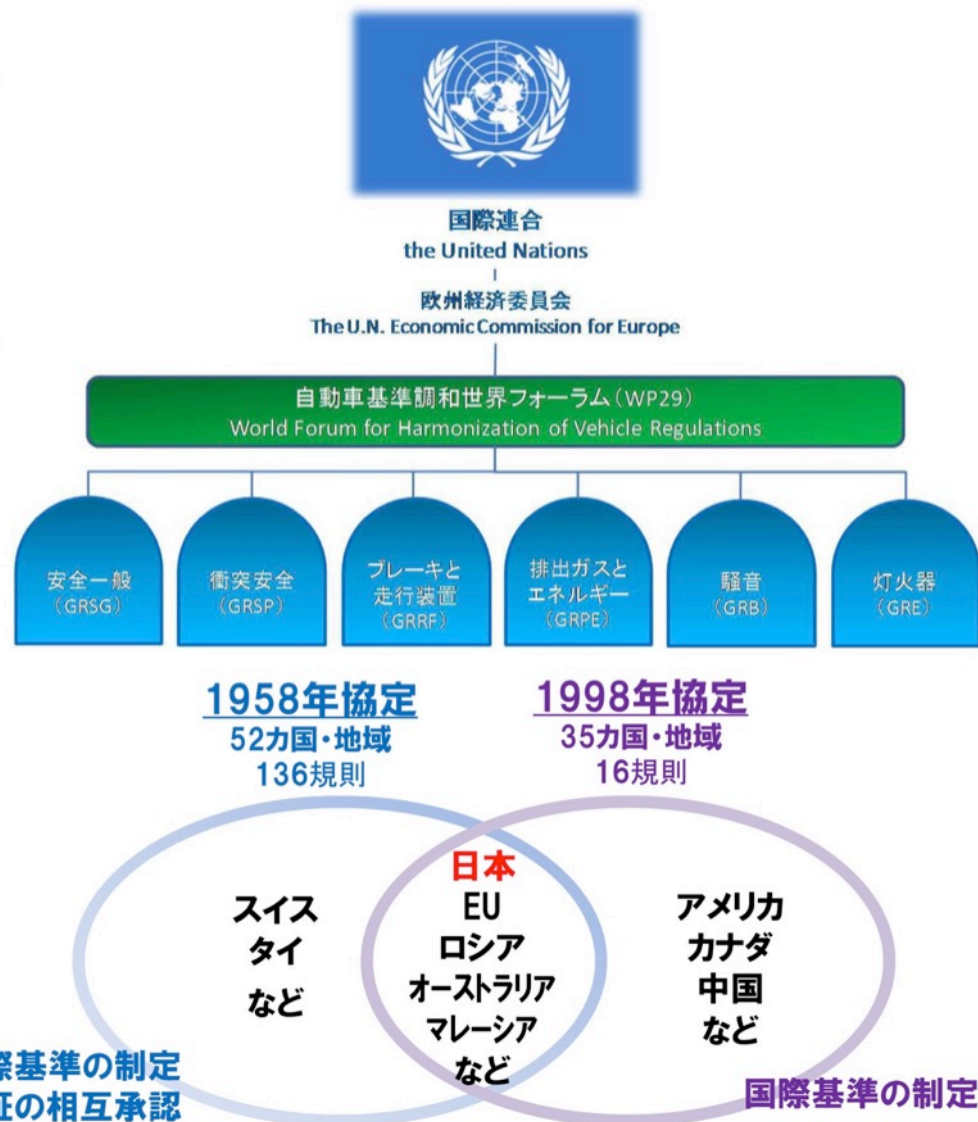 国際連合
the United Nations
欧州経済委員会
The U.N. Economic Commission for Europe
自動車基準調和世界フォーラム(WP29)
World Forum for Harmonization of Vehicle Regulations
安全一般
(GRSG)
衝突安全
(GRSP)
ブレーキと
走行装置
(GRRF)
排出ガスと
エネルギー
(GRPE)
騒音
(GRB)
灯火器
(GRE)
1958年協定
52カ国・地域
136規則
1998年協定
35カ国・地域
16規則
スイス
タイ
など
日本
EU
ロシア
オーストラリア
マレーシア
など
アメリカ
カナダ
中国
など
際基準の制定
証の相互承認
国際基準の制定